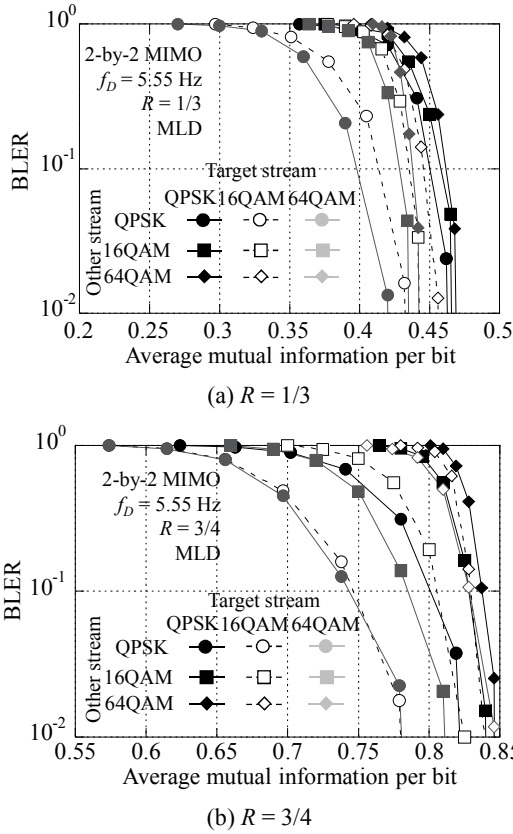 10⁰
10⁻¹
10⁻²
BLER
2-by-2 MIMO
f_D = 5.55 Hz
R = 1/3
MLD
Target stream
QPSK 16QAM 64QAM
Other stream
QPSK
16QAM
64QAM
0.2 0.25 0.3 0.35 0.4 0.45 0.5
Average mutual information per bit
(a) R = 1/3
10⁰
10⁻¹
10⁻²
BLER
2-by-2 MIMO
f_D = 5.55 Hz
R = 3/4
MLD
Target stream
QPSK 16QAM 64QAM
Other stream
QPSK
16QAM
64QAM
0.55 0.6 0.65 0.7 0.75 0.8 0.85
Average mutual information per bit
(b) R = 3/4